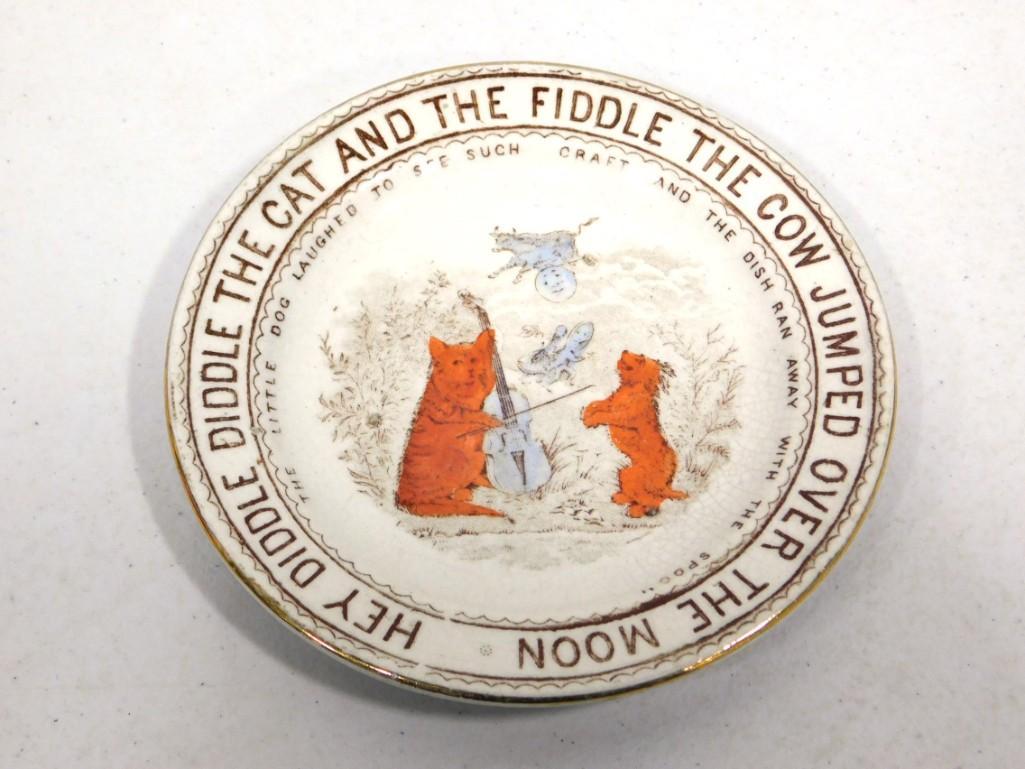 HEY DIDDLE DIDDLE THE CAT AND THE FIDDLE THE COW JUMPED OVER THE MOON
THE LITTLE DOG LAUGHED TO SEE SUCH CRAFT AND THE DISH RAN AWAY WITH THE